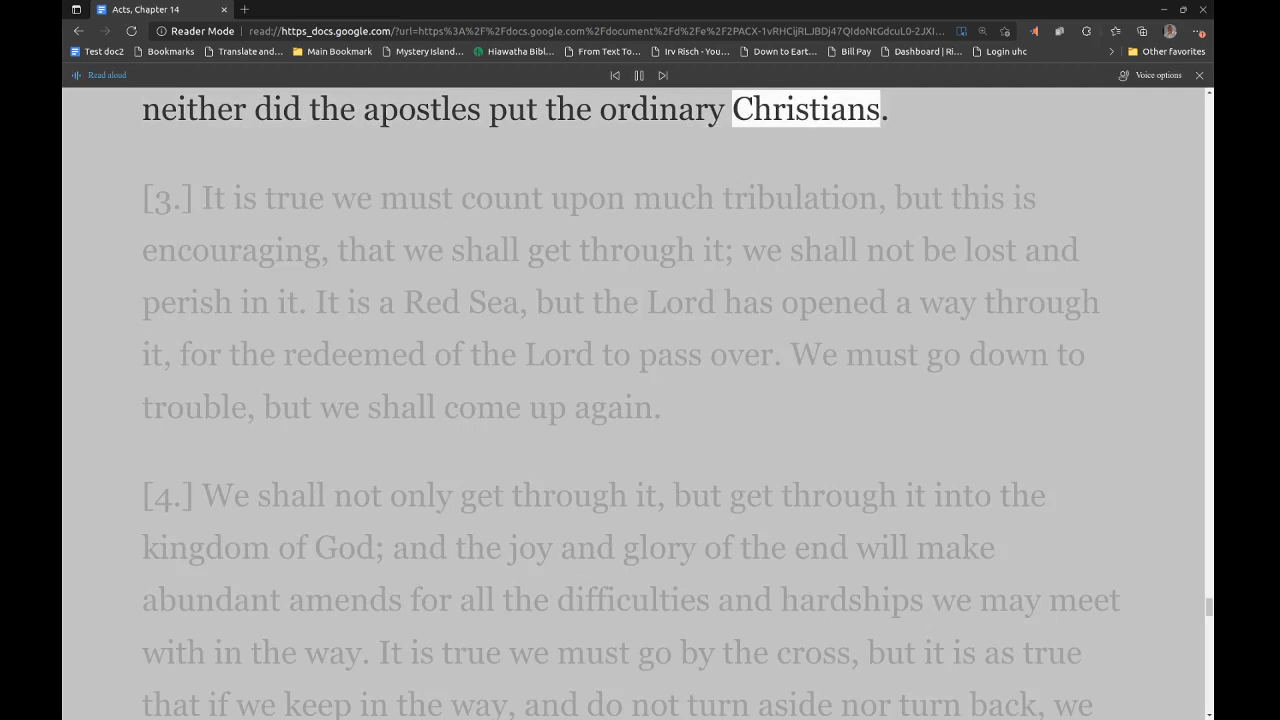 Acts, Chapter 14
Reader Mode
read://https_docs.google.com/?url=https%3A%2F%2Fdocs.google.com%2Fdocument%2Fd%2Fe%2F2PACX-1vRHCijRLJBDj47QIdoNtGdcuL0-2JXI...
Test doc2
Bookmarks
Translate and...
Main Bookmark
Mystery Island...
Hiawatha Bibl...
From Text To...
Irv Risch - You...
Down to Eart...
Bill Pay
Dashboard | Ri...
Login uhc
Other favorites
Read aloud
Voice options
neither did the apostles put the ordinary Christians.
[3.] It is true we must count upon much tribulation, but this is
encouraging, that we shall get through it; we shall not be lost and
perish in it. It is a Red Sea, but the Lord has opened a way through
it, for the redeemed of the Lord to pass over. We must go down to
trouble, but we shall come up again.
[4.] We shall not only get through it, but get through it into the
kingdom of God; and the joy and glory of the end will make
abundant amends for all the difficulties and hardships we may meet
with in the way. It is true we must go by the cross, but it is as true
that if we keep in the way, and do not turn aside nor turn back, we